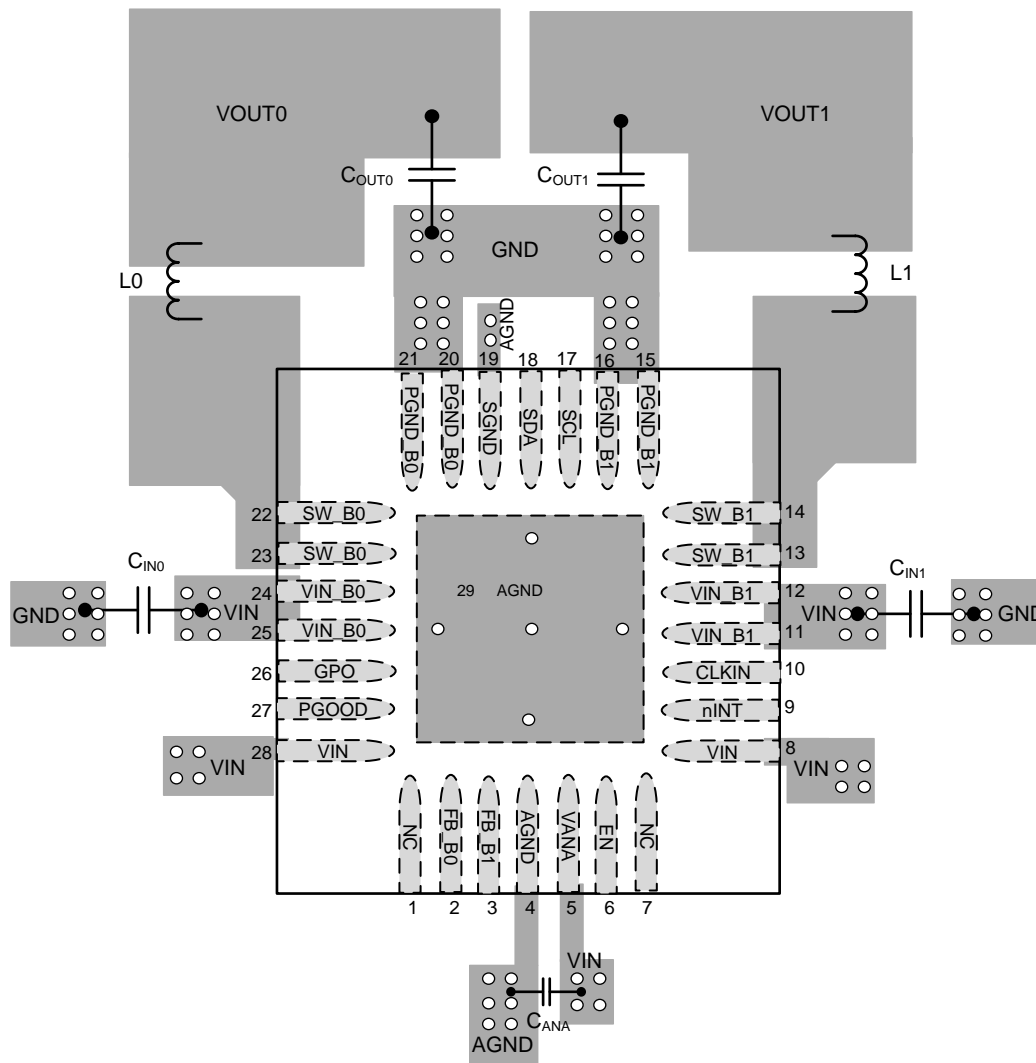 VOUT0
VOUT1
COUT0
COUT1
GND
L0
L1
AGND
21
20
19
18
17
16
15
PGND_B0
PGND_B0
SGND
SDA
SCL
PGND_B1
PGND_B1
22
SW_B0
SW_B1
14
23
SW_B0
SW_B1
13
CIN0
CIN1
24
VIN_B0
VIN_B1
12
GND
VIN
29
AGND
VIN
GND
25
VIN_B0
VIN_B1
11
26
GPO
CLKIN
10
27
PGOOD
nINT
9
28
VIN
VIN
8
VIN
VIN
NC
FB_B0
FB_B1
AGND
VANA
EN
NC
1
2
3
4
5
6
7
VIN
CANA
AGND